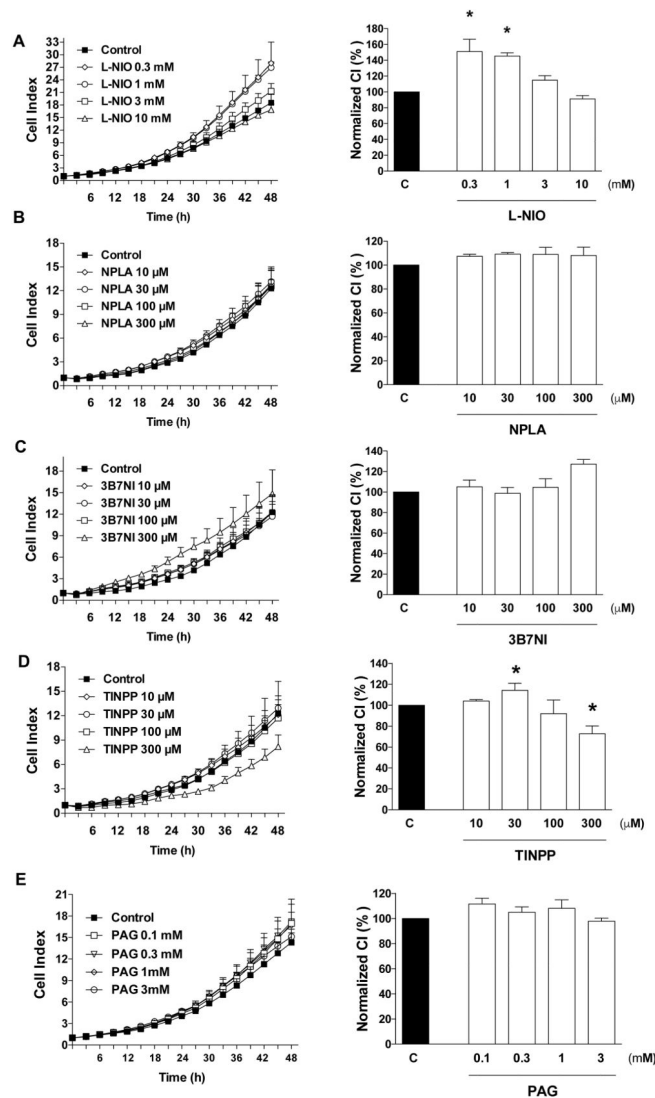 A
Cell Index
33
30
27
24
21
18
15
12
9
6
3
0
Control
L-NIO 0.3 mM
L-NIO 1 mM
L-NIO 3 mM
L-NIO 10 mM
6 12 18 24 30 36 42 48
Time (h)
Normalized CI (%)
180
160
140
120
100
80
60
40
20
0
* *
C 0.3 1 3 10 (mM)
L-NIO
B
Cell Index
18
15
12
9
6
3
0
Control
NPLA 10 µM
NPLA 30 µM
NPLA 100 µM
NPLA 300 µM
6 12 18 24 30 36 42 48
Time (h)
Normalized CI (%)
120
100
80
60
40
20
0
C 10 30 100 300 (µM)
NPLA
C
Cell Index
18
15
12
9
6
3
0
Control
3B7NI 10 µM
3B7NI 30 µM
3B7NI 100 µM
3B7NI 300 µM
6 12 18 24 30 36 42 48
Time (h)
Normalized CI (%)
140
120
100
80
60
40
20
0
C 10 30 100 300 (µM)
3B7NI
D
Cell Index
18
15
12
9
6
3
0
Control
TINPP 10 µM
TINPP 30 µM
TINPP 100 µM
TINPP 300 µM
6 12 18 24 30 36 42 48
Time (h)
Normalized CI (%)
140
120
100
80
60
40
20
0
* *
C 10 30 100 300 (µM)
TINPP
E
Cell Index
21
18
15
12
9
6
3
0
Control
PAG 0.1 mM
PAG 0.3 mM
PAG 1mM
PAG 3mM
6 12 18 24 30 36 42 48
Time (h)
Normalized CI (%)
120
100
80
60
40
20
0
C 0.1 0.3 1 3 (mM)
PAG